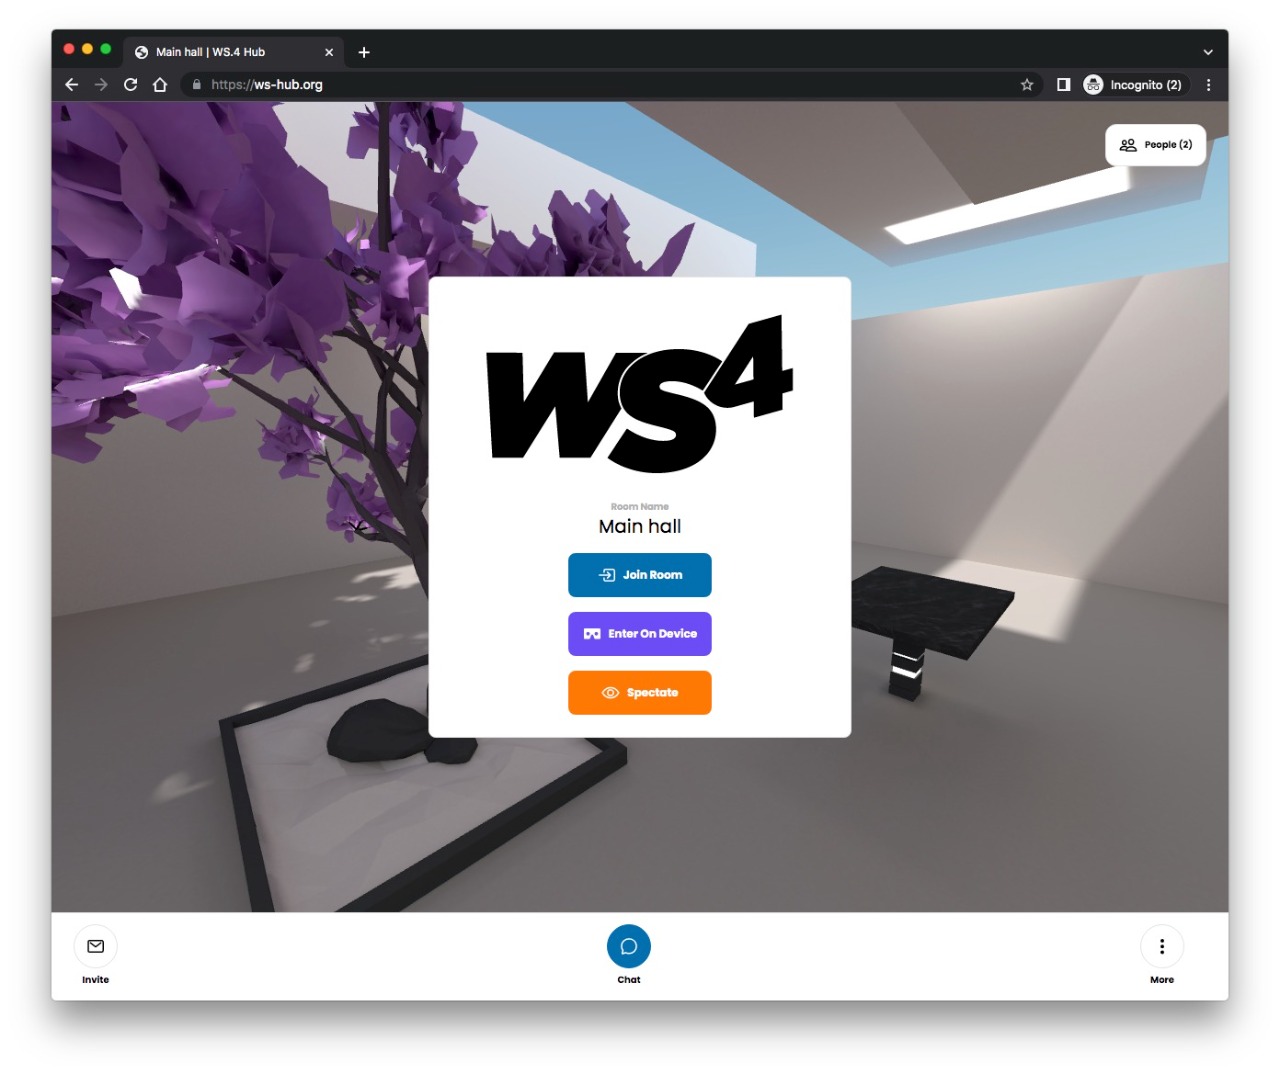 Main hall | WS.4 Hub
https://ws-hub.org
Incognito (2)
People (2)
WS4
Room Name
Main hall
Join Room
Enter On Device
Spectate
Invite
Chat
More